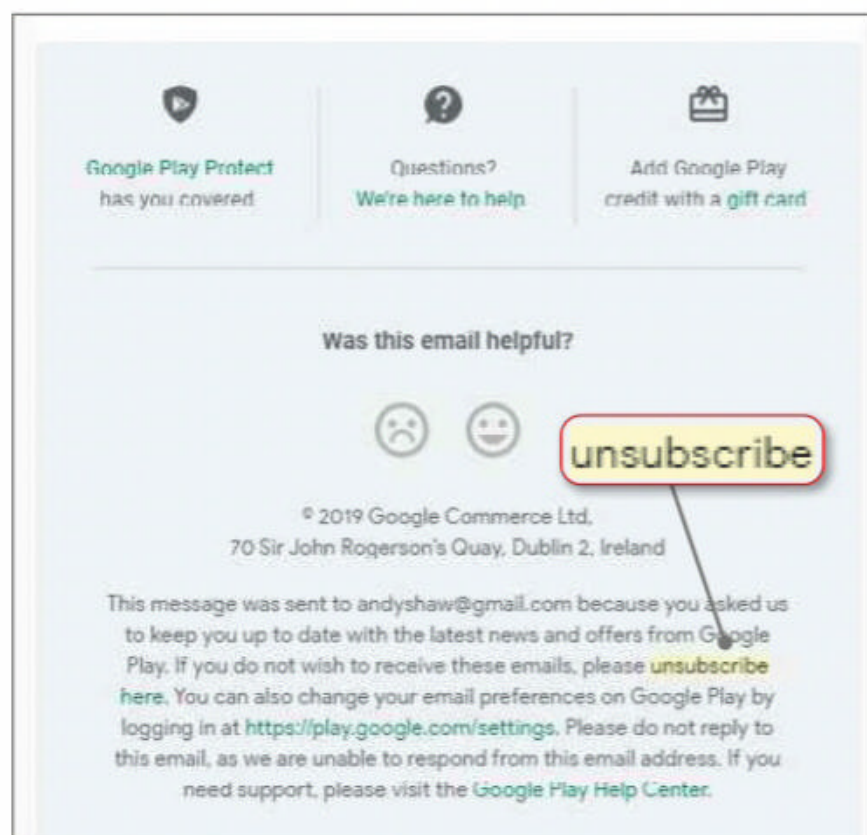 Google Play Protect
has you covered
Questions?
We're here to help
Add Google Play
credit with a gift card
Was this email helpful?
unsubscribe
© 2019 Google Commerce Ltd,
70 Sir John Rogerson's Quay, Dublin 2, Ireland
This message was sent to andyshaw@gmail.com because you asked us
to keep you up to date with the latest news and offers from Google
Play. If you do not wish to receive these emails, please unsubscribe
here. You can also change your email preferences on Google Play by
logging in at https://play.google.com/settings. Please do not reply to
this email, as we are unable to respond from this email address. If you
need support, please visit the Google Play Help Center.